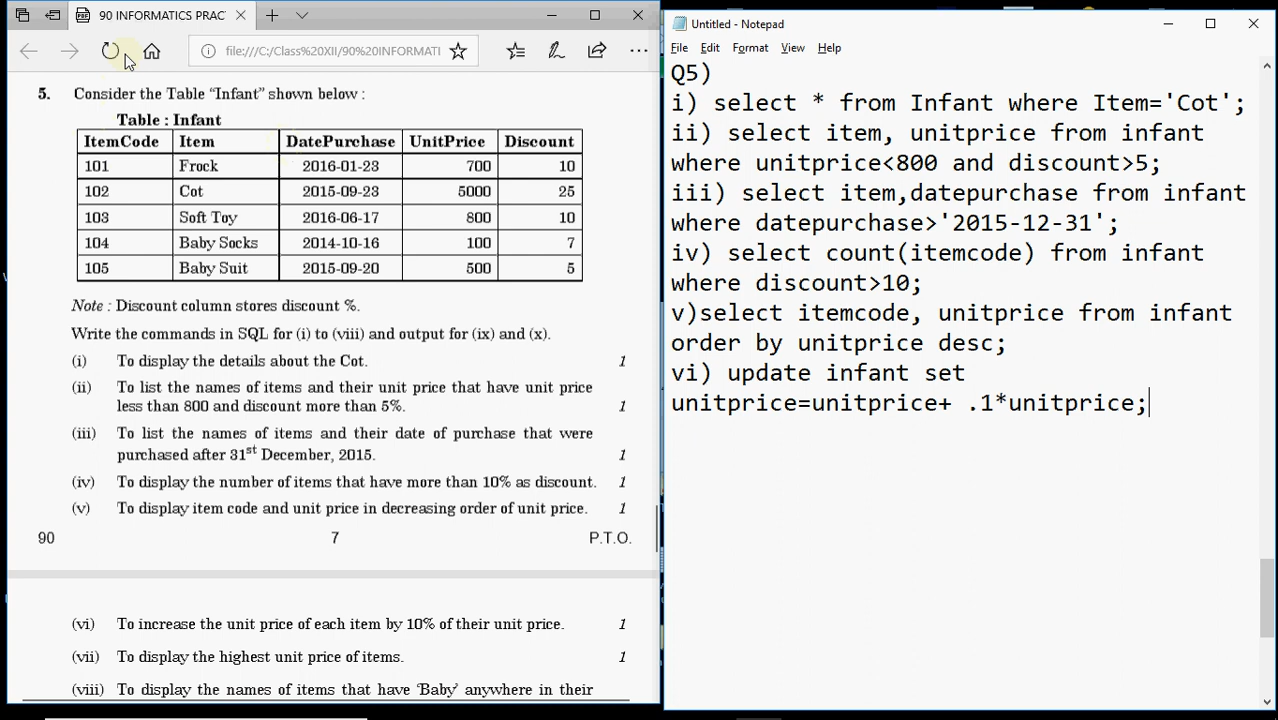 90 INFORMATICS PRAC
file:///C:/Class%20XII/90%20INFORMATI
5. Consider the Table "Infant" shown below :
Table : Infant
ItemCode Item DatePurchase UnitPrice Discount
101 Frock 2016-01-23 700 10
102 Cot 2015-09-23 5000 25
103 Soft Toy 2016-06-17 800 10
104 Baby Socks 2014-10-16 100 7
105 Baby Suit 2015-09-20 500 5
Note : Discount column stores discount %.
Write the commands in SQL for (i) to (viii) and output for (ix) and (x).
(i) To display the details about the Cot. 1
(ii) To list the names of items and their unit price that have unit price
less than 800 and discount more than 5%. 1
(iii) To list the names of items and their date of purchase that were
purchased after 31st December, 2015. 1
(iv) To display the number of items that have more than 10% as discount. 1
(v) To display item code and unit price in decreasing order of unit price. 1
90 7 P.T.O.
(vi) To increase the unit price of each item by 10% of their unit price. 1
(vii) To display the highest unit price of items. 1
(viii) To display the names of items that have 'Baby' anywhere in their
Untitled - Notepad
File Edit Format View Help
Q5)
i) select * from Infant where Item='Cot';
ii) select item, unitprice from infant
where unitprice<800 and discount>5;
iii) select item,datepurchase from infant
where datepurchase>'2015-12-31';
iv) select count(itemcode) from infant
where discount>10;
v)select itemcode, unitprice from infant
order by unitprice desc;
vi) update infant set
unitprice=unitprice+ .1*unitprice;